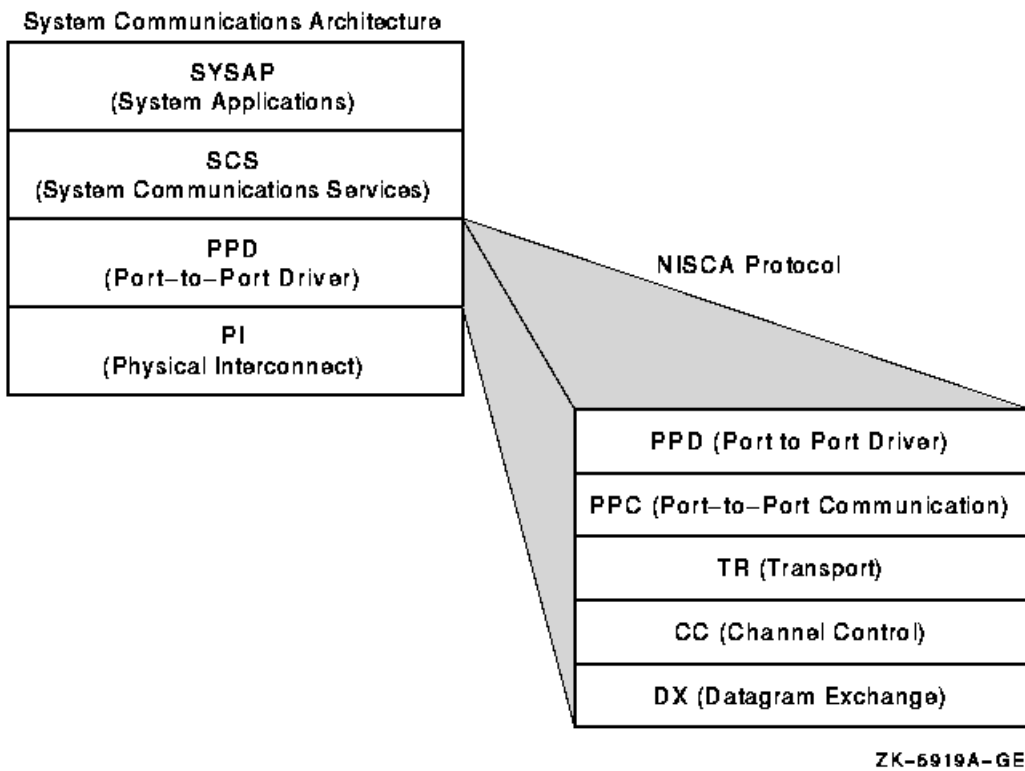 System Communications Architecture
SYSAP
(System Applications)
SCS
(System Communications Services)
PPD
(Port–to–Port Driver)
PI
(Physical Interconnect)
NISCA Protocol
PPD (Port to Port Driver)
PPC (Port–to–Port Communication)
TR (Transport)
CC (Channel Control)
DX (Datagram Exchange)
ZK–5919A–GE